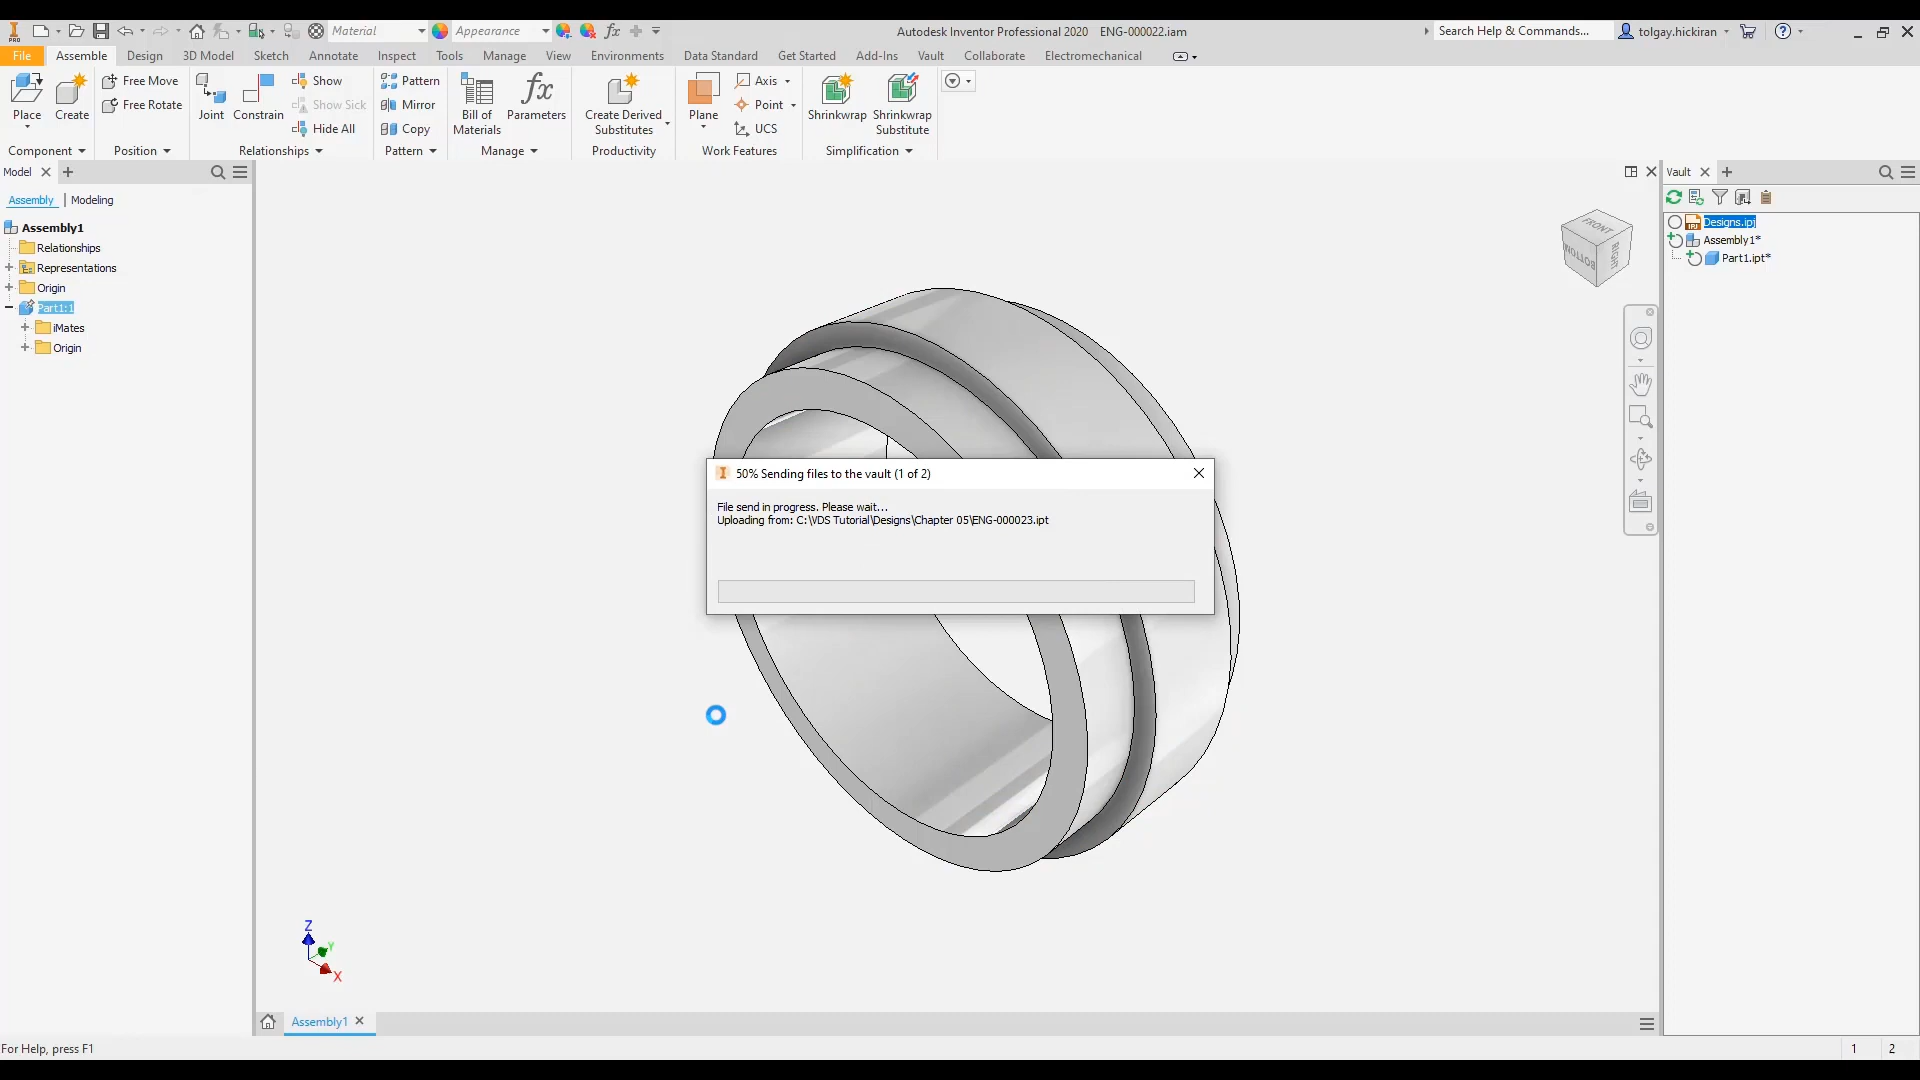 Material
Appearance
Autodesk Inventor Professional 2020 ENG-000022.iam
Search Help & Commands...
tolgay.hickiran
File Assemble Design 3D Model Sketch Annotate Inspect Tools Manage View Environments Data Standard Get Started Add-Ins Vault Collaborate Electromechanical
Place
Create
Free Move
Free Rotate
Joint
Constrain
Show
Show Sick
Hide All
Pattern
Mirror
Copy
Bill of
Materials
Parameters
Create Derived
Substitutes
Plane
Axis
Point
UCS
Shrinkwrap
Shrinkwrap
Substitute
Component
Position
Relationships
Pattern
Manage
Productivity
Work Features
Simplification
Model
Assembly | Modeling
Assembly1
Relationships
Representations
Origin
Part1:1
iMates
Origin
FRONT
BOTTOM
RIGHT
50% Sending files to the vault (1 of 2)
File send in progress. Please wait...
Uploading from: C:\VDS Tutorial\Designs\Chapter 05\ENG-000023.ipt
Z
Y
X
Vault
Designs.ipj
Assembly1*
Part1.ipt*
Assembly1
For Help, press F1
1 2